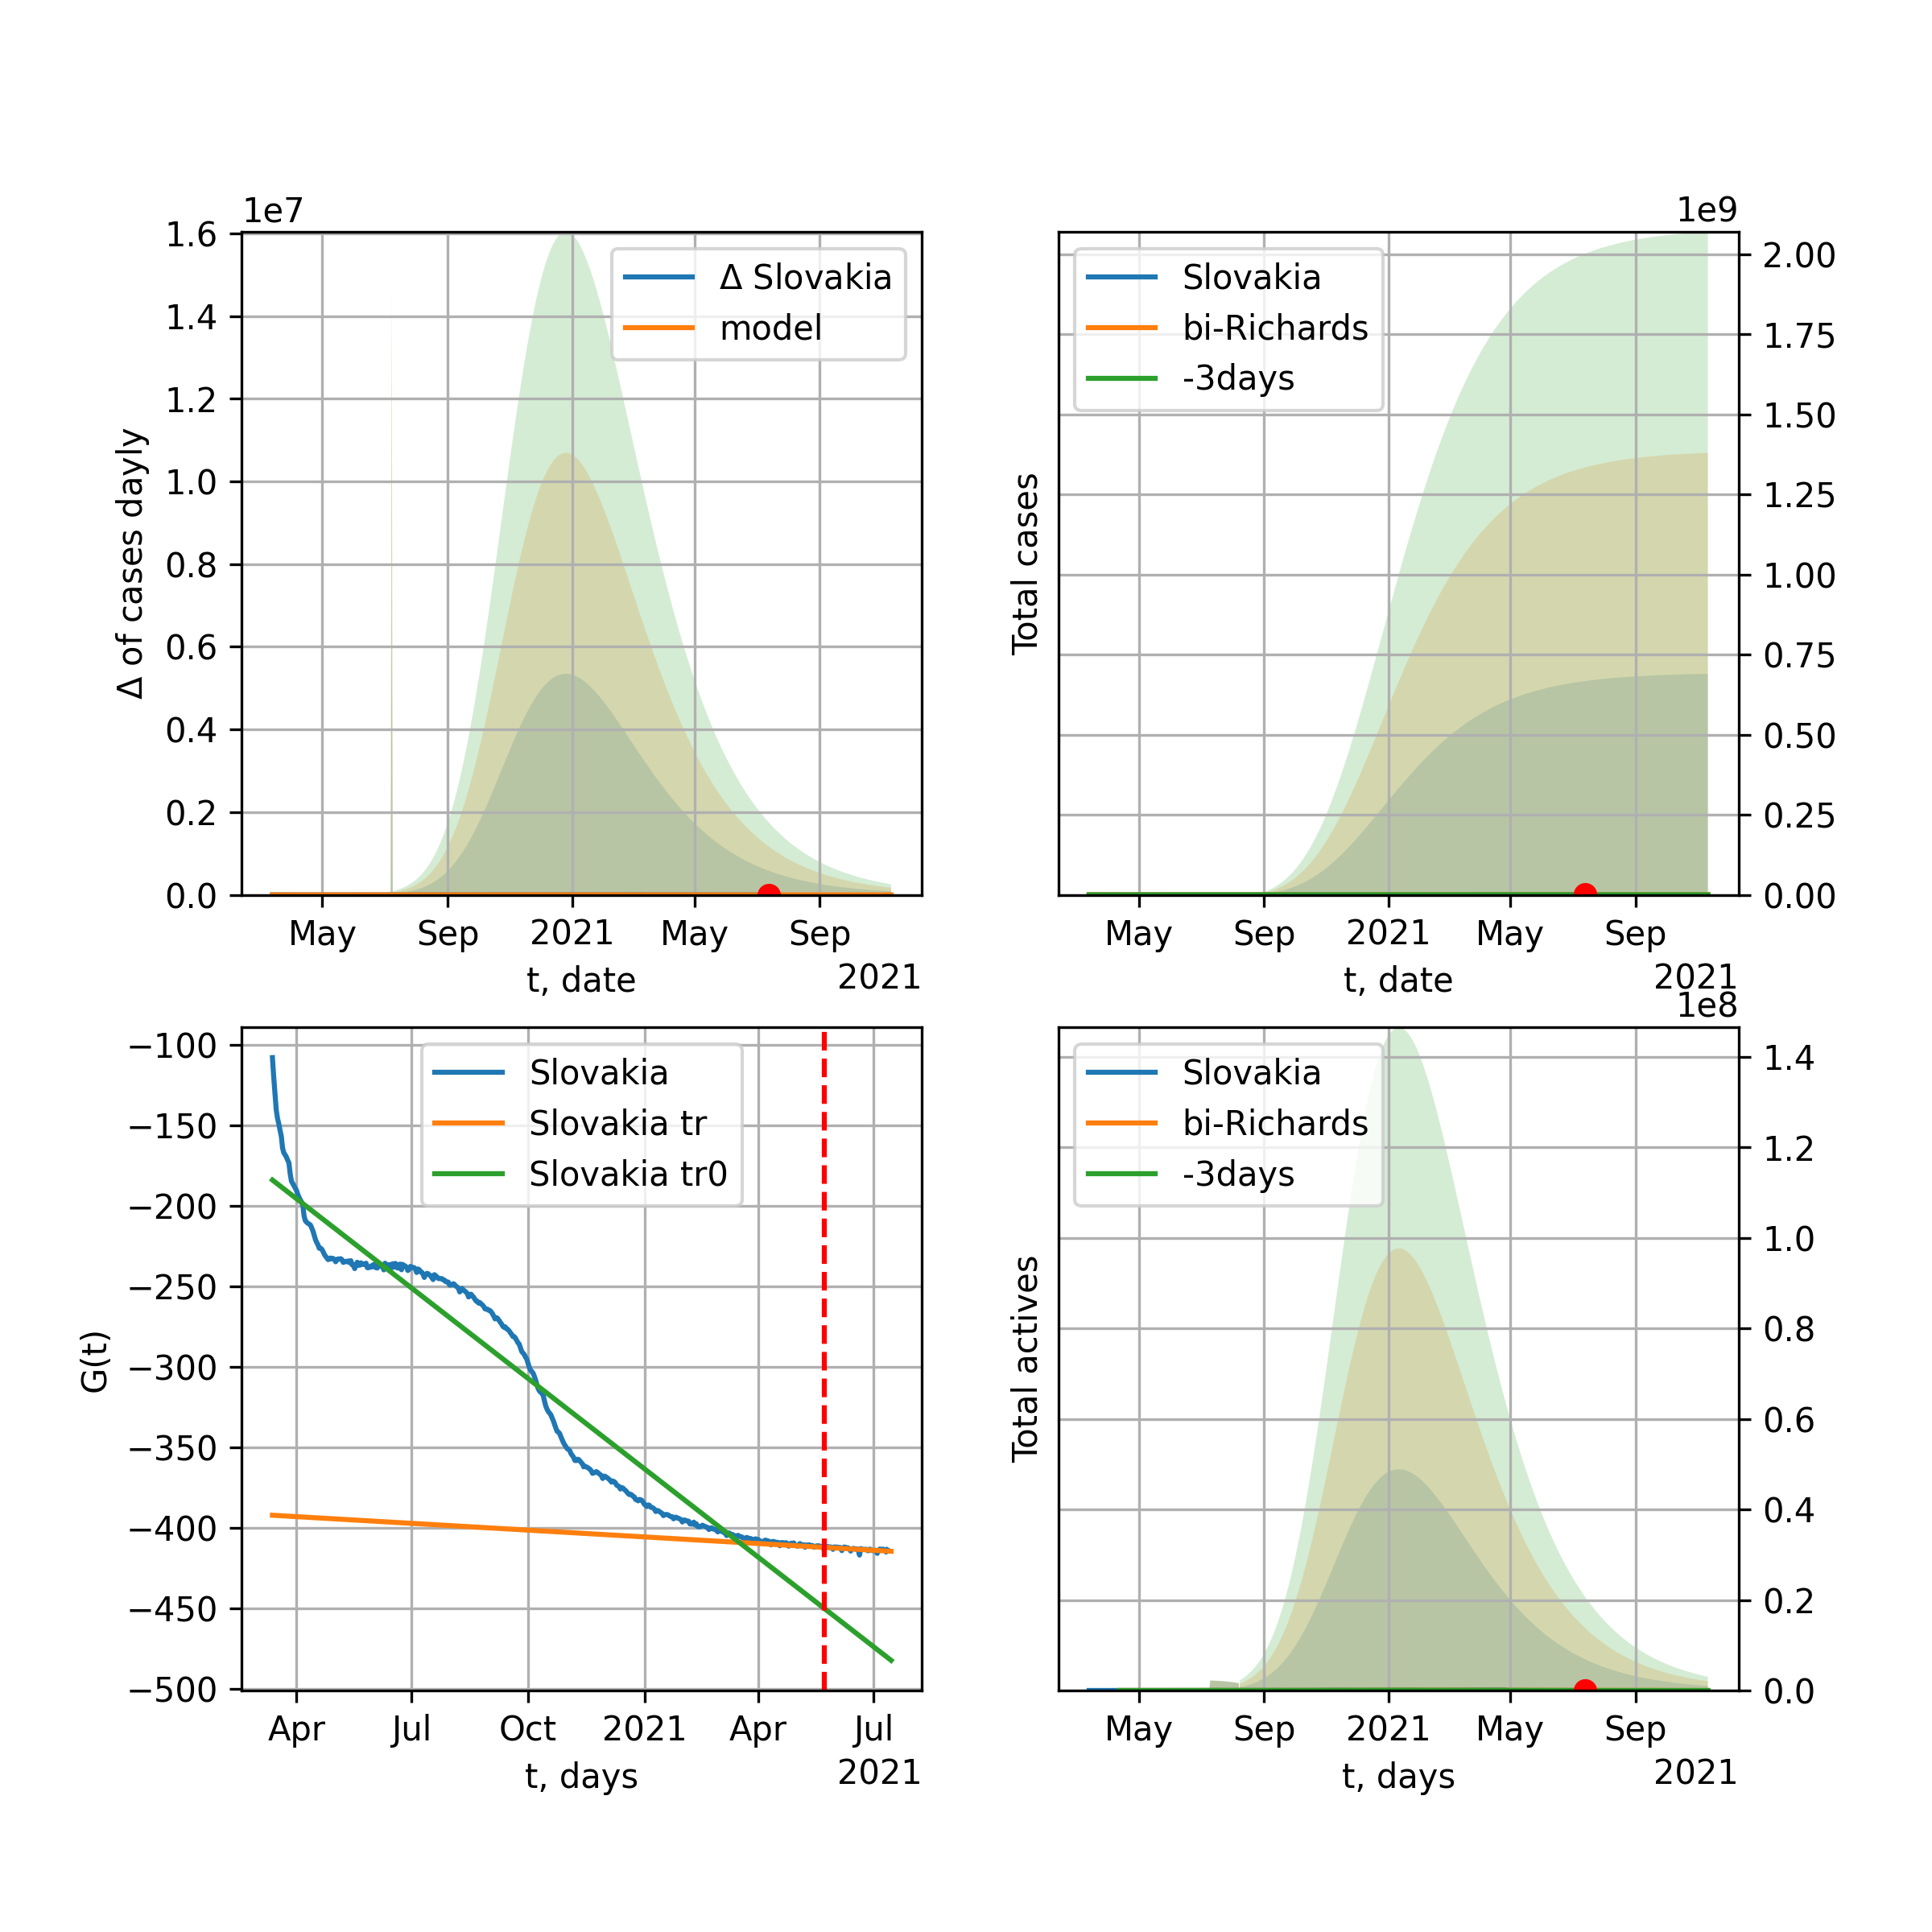 1e7
1.6
1.4
1.2
1.0
0.8
0.6
0.4
0.2
0.0
Δ of cases dayly
Δ Slovakia
model
May Sep 2021 May Sep
t, date
2021
1e9
2.00
1.75
1.50
1.25
1.00
0.75
0.50
0.25
0.00
Total cases
Slovakia
bi-Richards
-3days
May Sep 2021 May Sep
t, date
2021
−100
−150
−200
−250
−300
−350
−400
−450
−500
G(t)
Slovakia
Slovakia tr
Slovakia tr0
Apr Jul Oct 2021 Apr Jul
t, days
2021
1e8
1.4
1.2
1.0
0.8
0.6
0.4
0.2
0.0
Total actives
Slovakia
bi-Richards
-3days
May Sep 2021 May Sep
t, days
2021